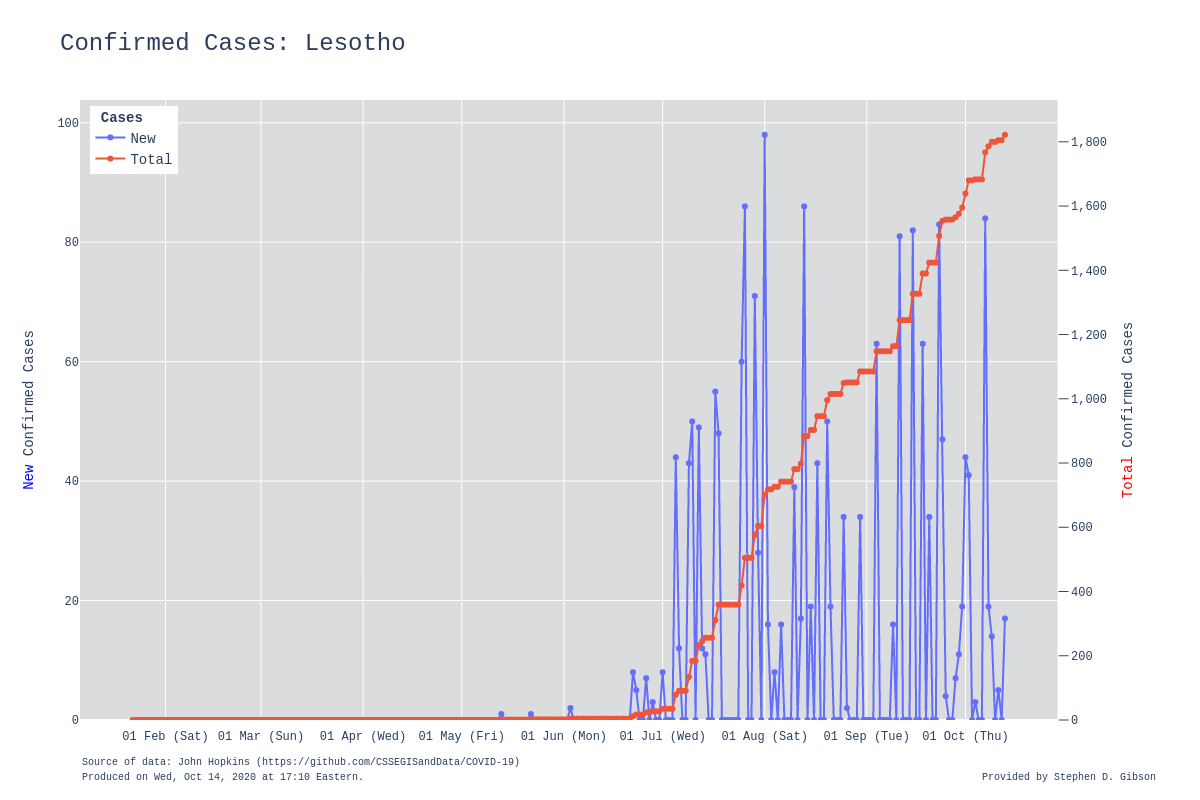 Confirmed Cases: Lesotho
Cases
New
Total
100
80
60
40
20
0
New Confirmed Cases
1,800
1,600
1,400
1,200
1,000
800
600
400
200
0
Total Confirmed Cases
01 Feb (Sat) 01 Mar (Sun) 01 Apr (Wed) 01 May (Fri) 01 Jun (Mon) 01 Jul (Wed) 01 Aug (Sat) 01 Sep (Tue) 01 Oct (Thu)
Source of data: John Hopkins (https://github.com/CSSEGISandData/COVID-19)
Produced on Wed, Oct 14, 2020 at 17:10 Eastern.
Provided by Stephen D. Gibson